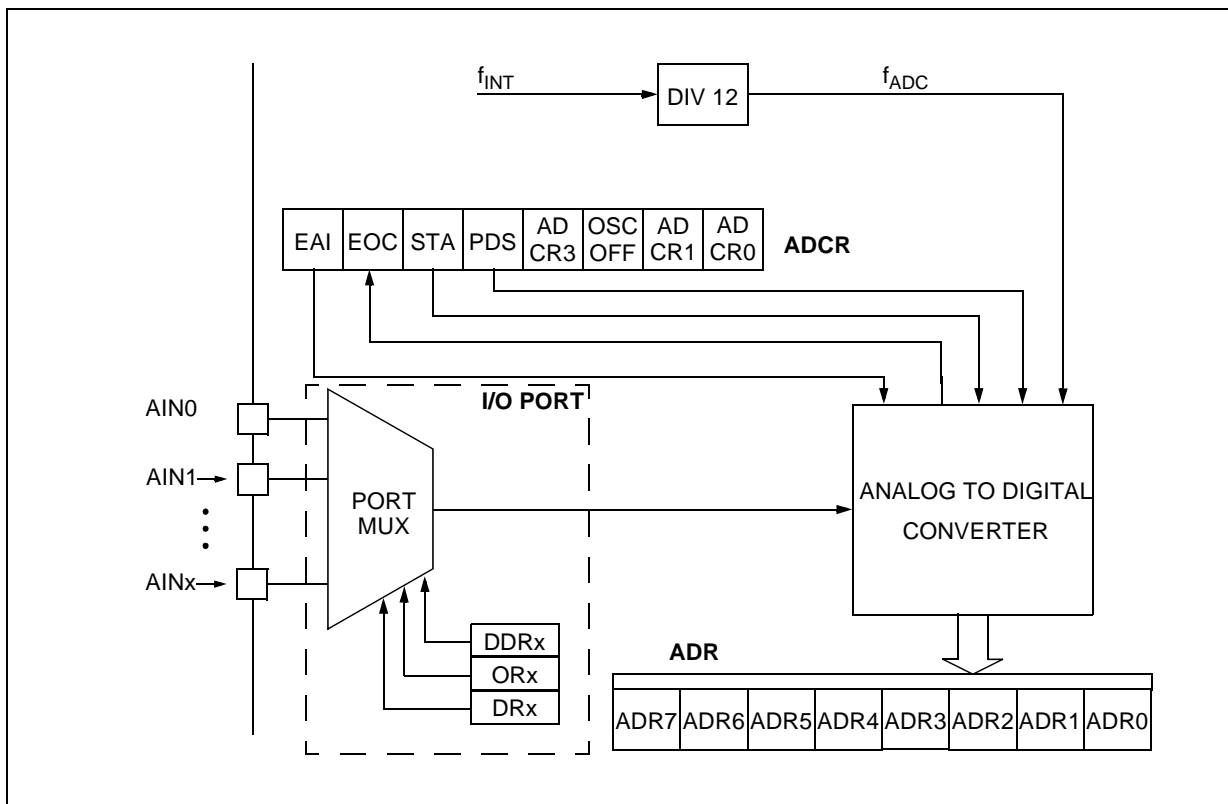 fINT
DIV 12
fADC
EAI EOC STA PDS AD CR3 OSC OFF AD CR1 AD CR0
ADCR
I/O PORT
AIN0
AIN1
AINx
PORT
MUX
ANALOG TO DIGITAL
CONVERTER
DDRx
ORx
DRx
ADR
ADR7 ADR6 ADR5 ADR4 ADR3 ADR2 ADR1 ADR0